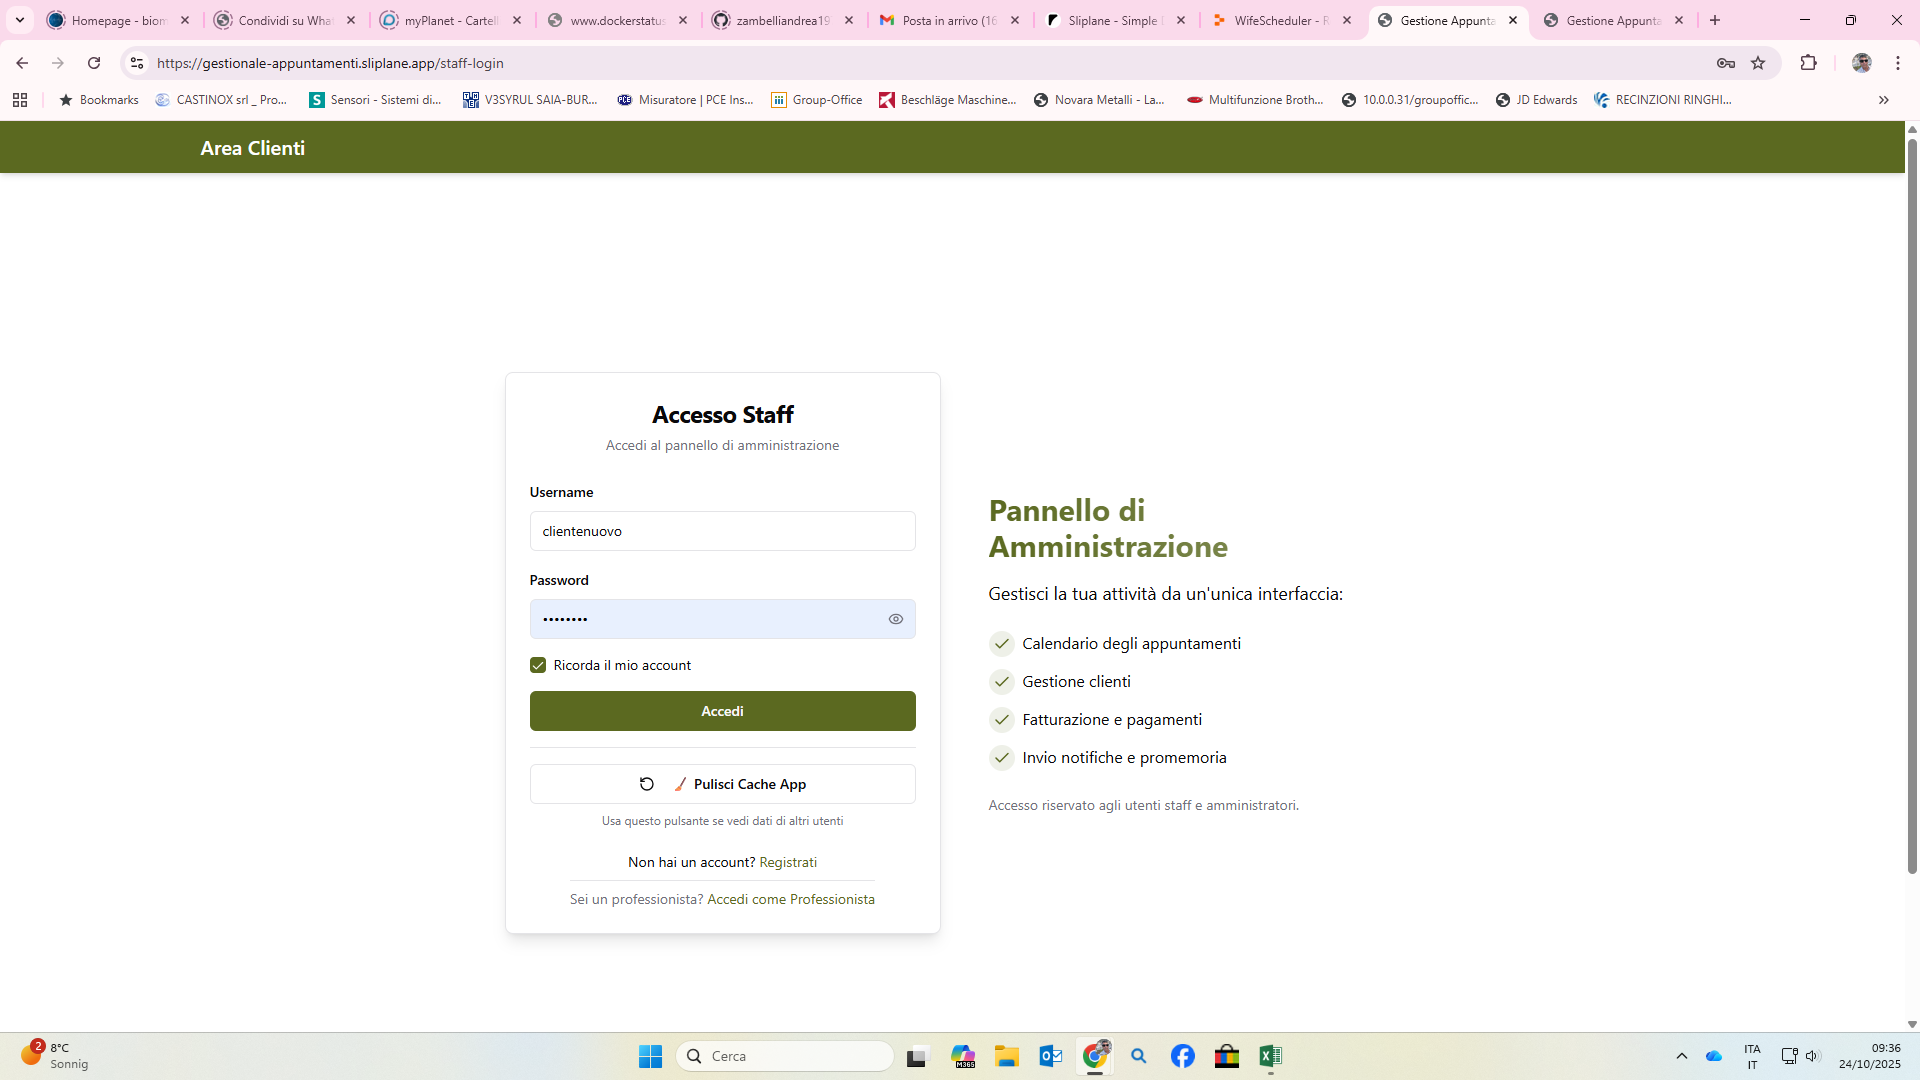 Homepage - biom
Condividi su What
myPlanet - Cartell
www.dockerstatus
zambelliandrea19
Posta in arrivo (16
Sliplane - Simple D
WifeScheduler - R
Gestione Appunta
Gestione Appunta
https://gestionale-appuntamenti.sliplane.app/staff-login
Bookmarks
CASTINOX srl _ Pro...
Sensori - Sistemi di...
V3SYRUL SAIA-BUR...
Misuratore | PCE Ins...
Group-Office
Beschläge Maschine...
Novara Metalli - La...
Multifunzione Broth...
10.0.0.31/groupoffic...
JD Edwards
RECINZIONI RINGHI...
Area Clienti
Accesso Staff
Accedi al pannello di amministrazione
Username
clientenuovo
Password
••••••••
Ricorda il mio account
Accedi
Pulisci Cache App
Usa questo pulsante se vedi dati di altri utenti
Non hai un account? Registrati
Sei un professionista? Accedi come Professionista
Pannello di
Amministrazione
Gestisci la tua attività da un'unica interfaccia:
Calendario degli appuntamenti
Gestione clienti
Fatturazione e pagamenti
Invio notifiche e promemoria
Accesso riservato agli utenti staff e amministratori.
2
8°C
Sonnig
Cerca
M365
ITA
IT
09:36
24/10/2025